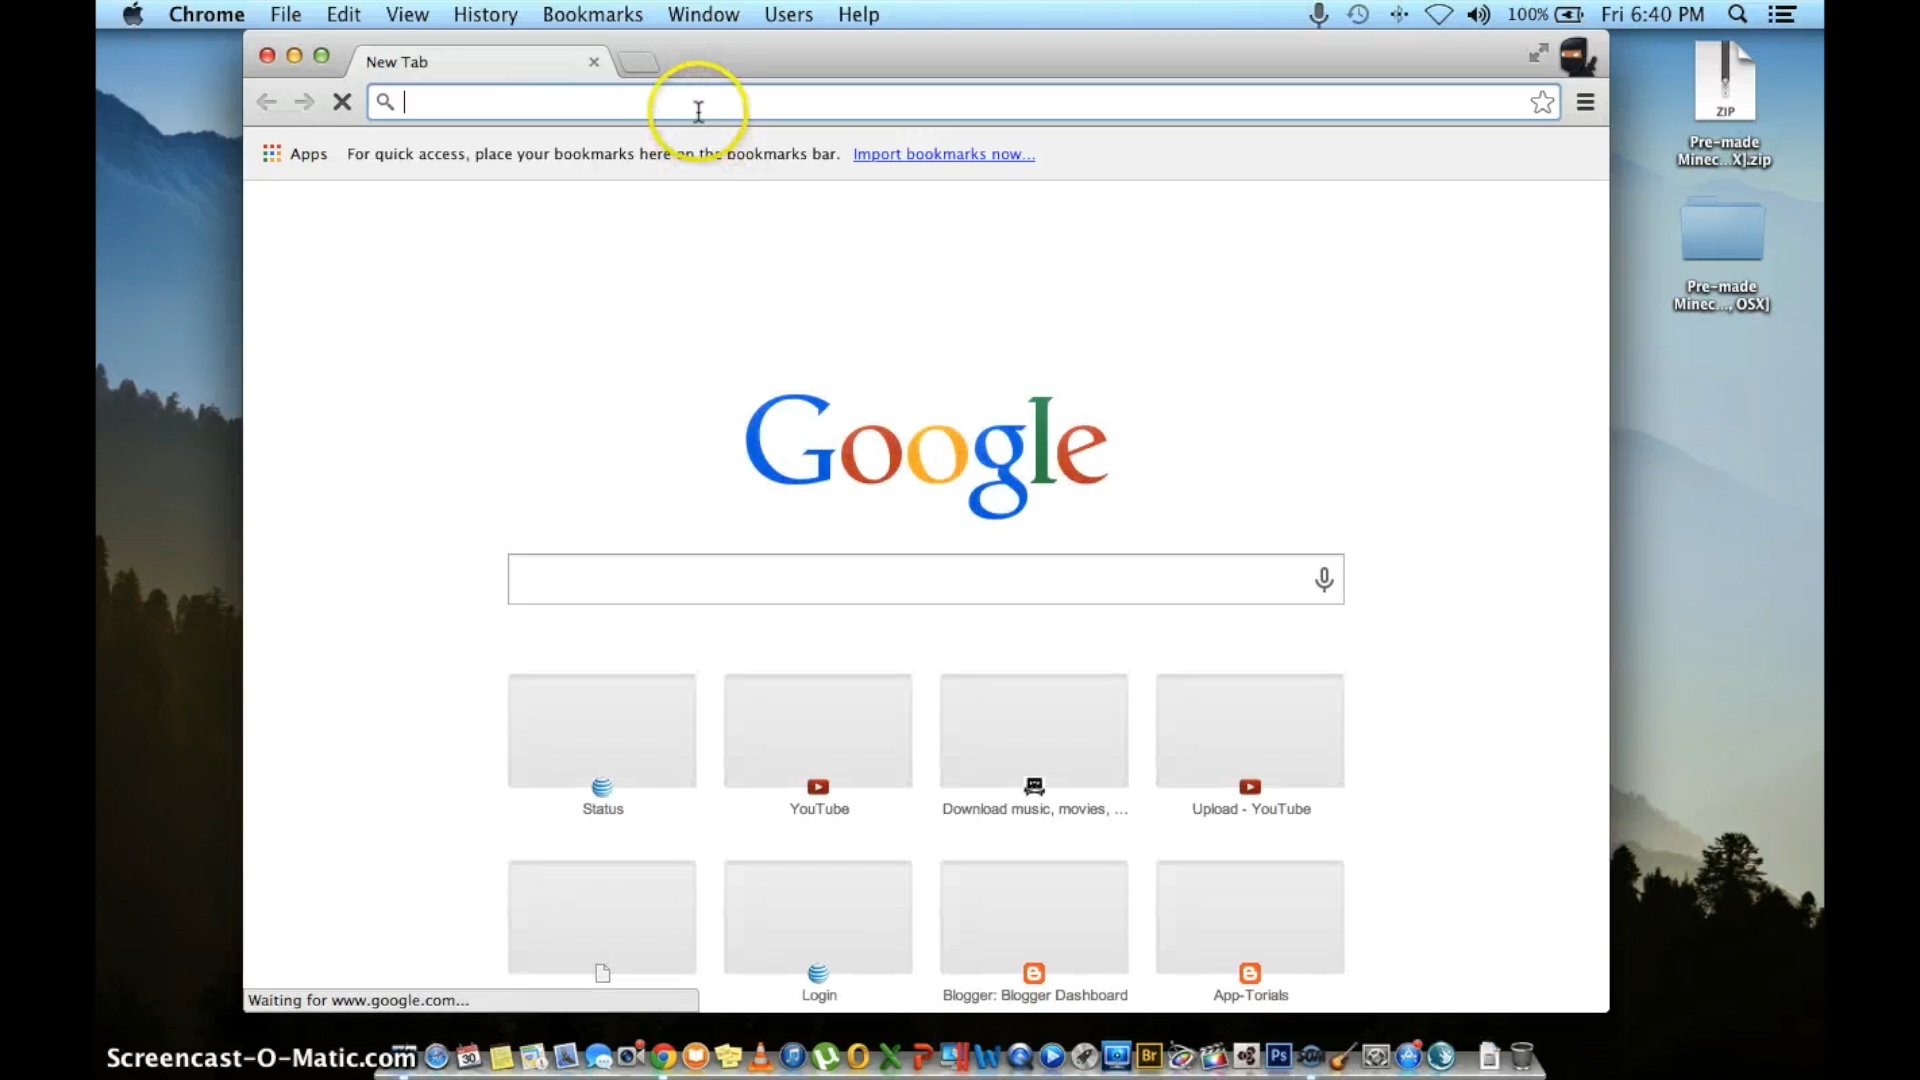 Chrome File Edit View History Bookmarks Window Users Help 100% Fri 6:40 PM
New Tab
ZIP
Pre-made
Minec...X].zip
Apps For quick access, place your bookmarks here on the bookmarks bar. Import bookmarks now...
Pre-made
Minec..., OSX]
Google
Status YouTube Download music, movies, ... Upload - YouTube
Login Blogger: Blogger Dashboard App-Torials
Waiting for www.google.com...
Screencast-O-Matic.com
30
Br
Ps